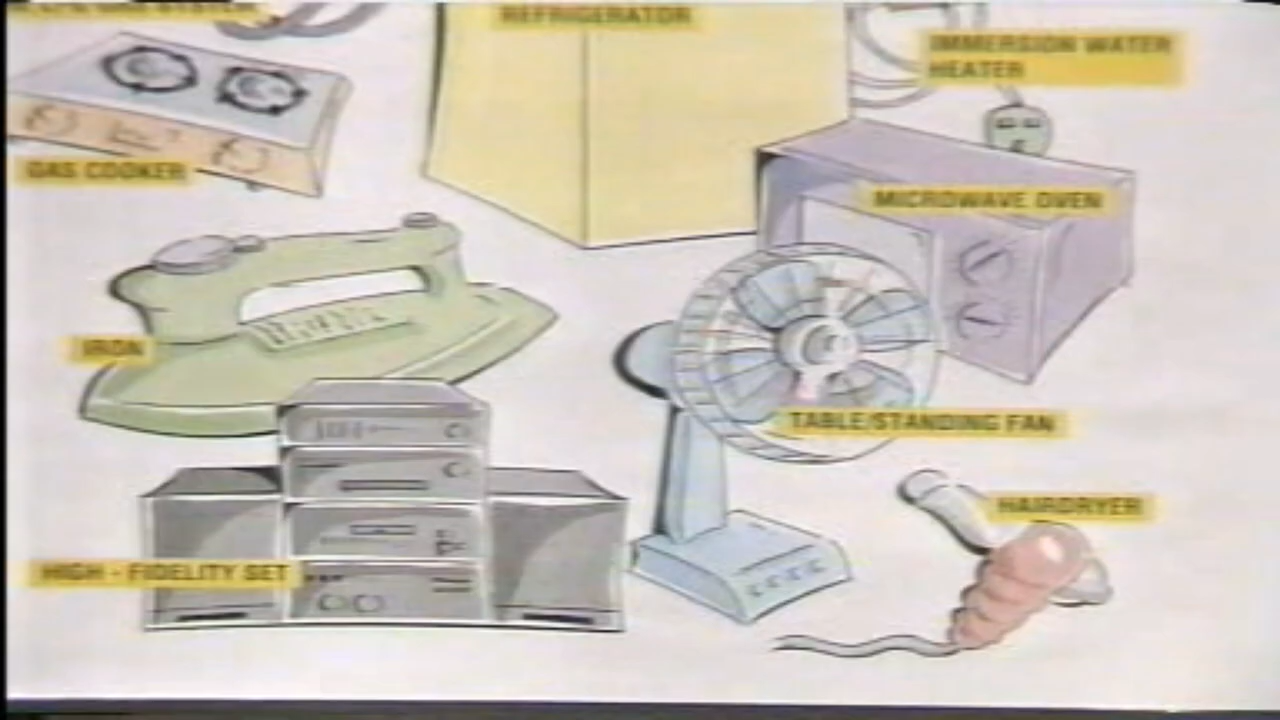 REFRIGERATOR
IMMERSION WATER
HEATER
GAS COOKER
MICROWAVE OVEN
IRON
TABLE/STANDING FAN
HAIRDRYER
HIGH - FIDELITY SET